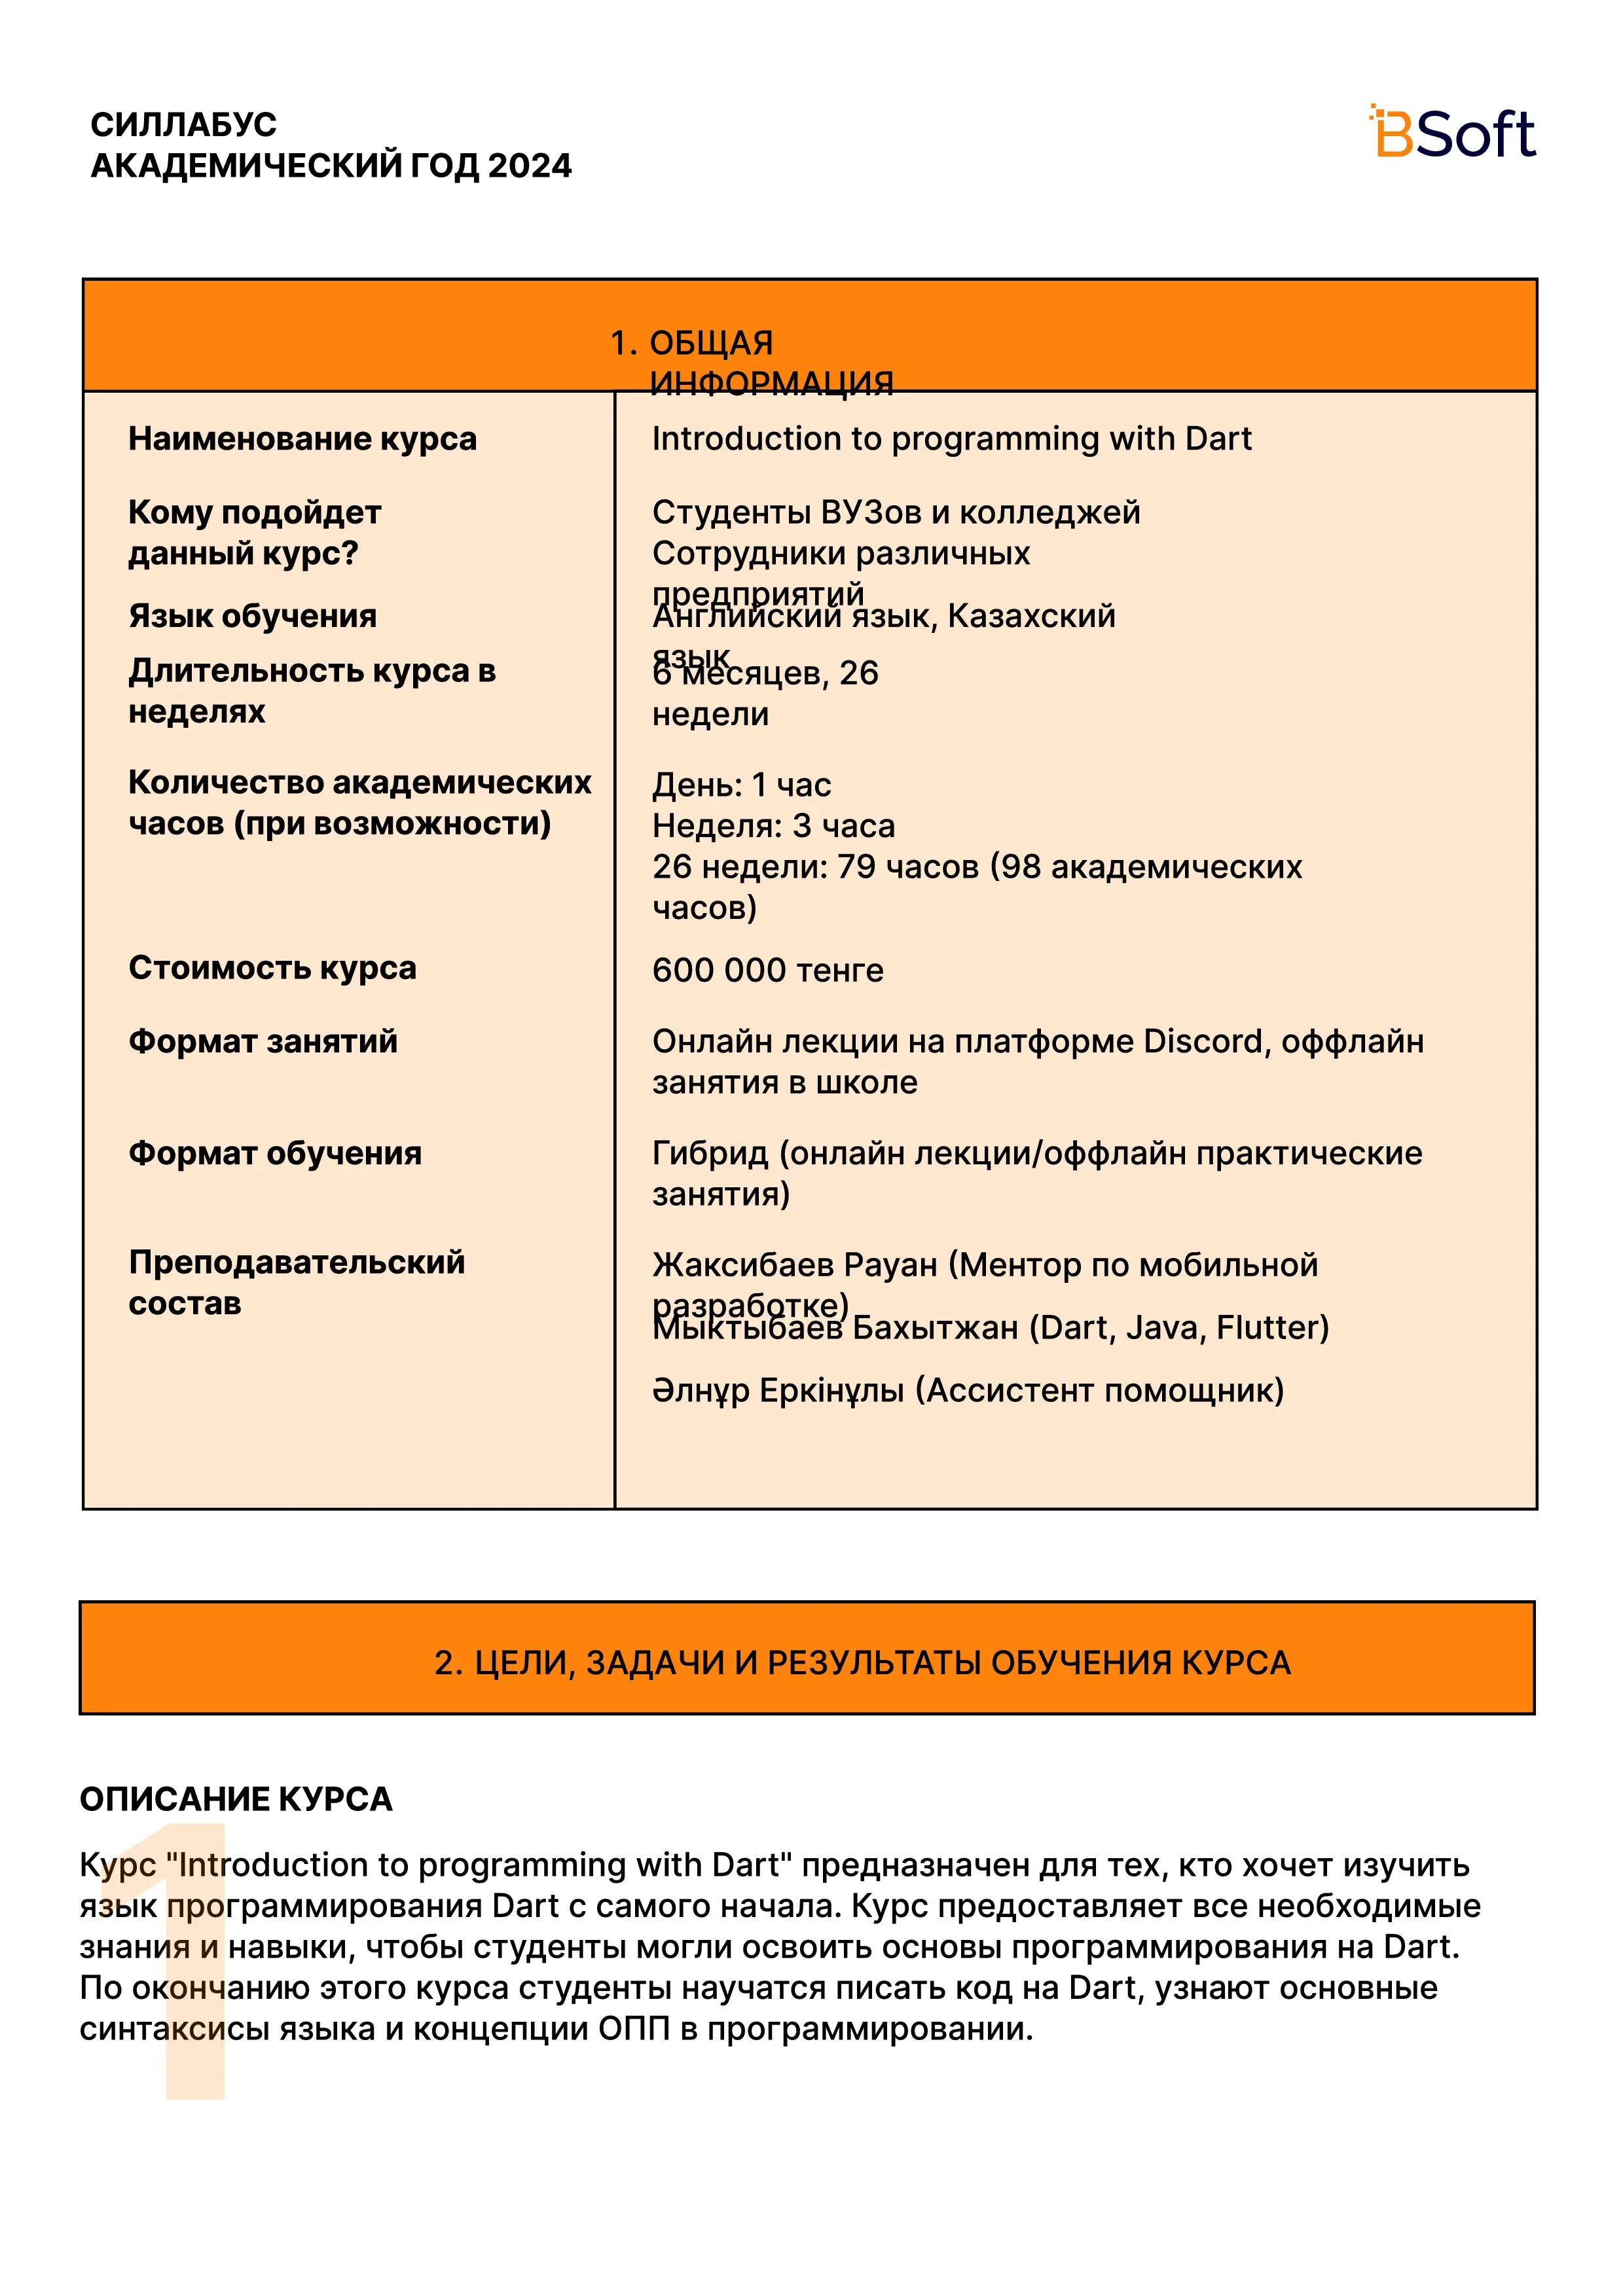 СИЛЛАБУС
АКАДЕМИЧЕСКИЙ ГОД 2024
BSoft
1. ОБЩАЯ
ИНФОРМАЦИЯ
Наименование курса
Introduction to programming with Dart
Кому подойдет
данный курс?
Студенты ВУЗов и колледжей
Сотрудники различных
предприятий
Язык обучения
Английский язык, Казахский
язык
Длительность курса в
неделях
6 месяцев, 26
недели
Количество академических
часов (при возможности)
День: 1 час
Неделя: 3 часа
26 недели: 79 часов (98 академических
часов)
Стоимость курса
600 000 тенге
Формат занятий
Онлайн лекции на платформе Discord, оффлайн
занятия в школе
Формат обучения
Гибрид (онлайн лекции/оффлайн практические
занятия)
Преподавательский
состав
Жаксибаев Рауан (Ментор по мобильной
разработке)
Мыктыбаев Бахытжан (Dart, Java, Flutter)
Әлнұр Еркінұлы (Ассистент помощник)
2. ЦЕЛИ, ЗАДАЧИ И РЕЗУЛЬТАТЫ ОБУЧЕНИЯ КУРСА
ОПИСАНИЕ КУРСА
Курс "Introduction to programming with Dart" предназначен для тех, кто хочет изучить
язык программирования Dart с самого начала. Курс предоставляет все необходимые
знания и навыки, чтобы студенты могли освоить основы программирования на Dart.
По окончанию этого курса студенты научатся писать код на Dart, узнают основные
синтаксисы языка и концепции ОПП в программировании.
1